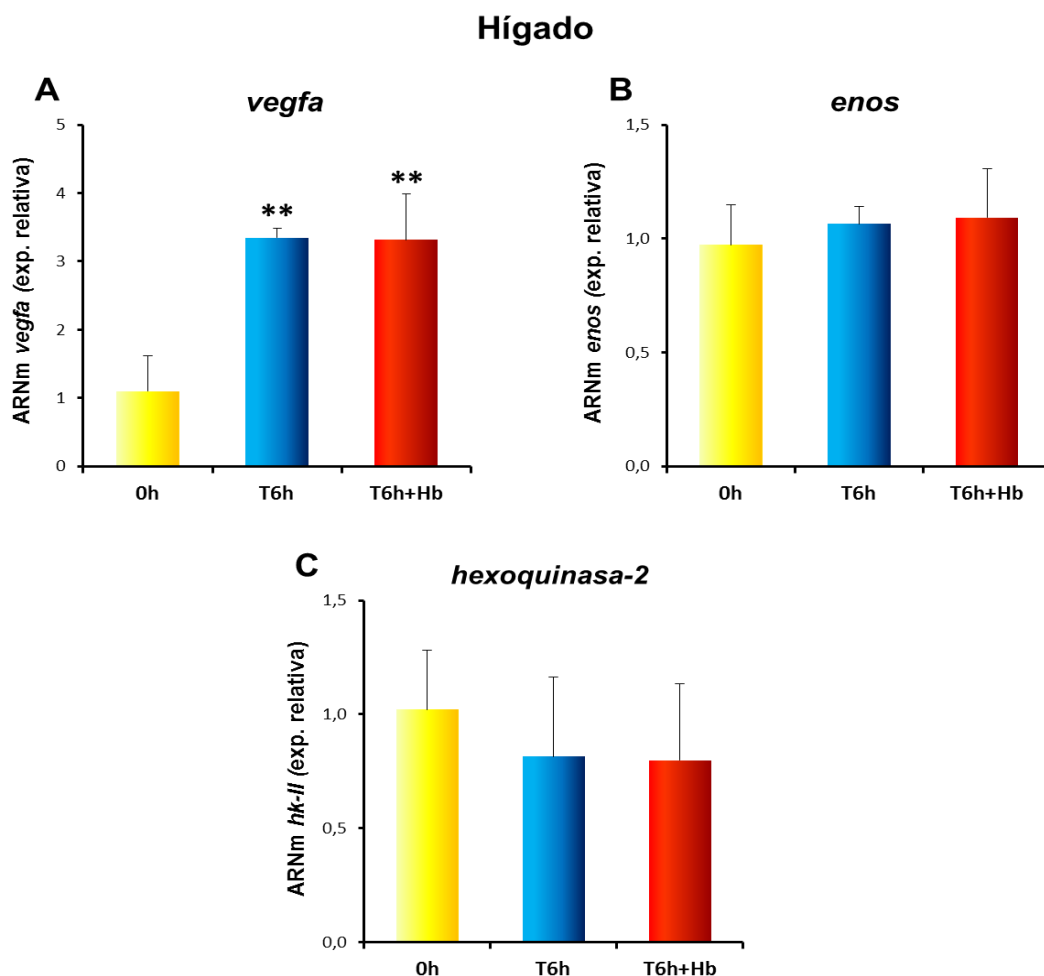 Hígado
A
vegfa
ARNm vegfa (exp. relativa)
5
4
3
2
1
0
**
**
0h T6h T6h+Hb
B
enos
ARNm enos (exp. relativa)
1,5
1,0
0,5
0,0
0h T6h T6h+Hb
C
hexoquinasa-2
ARNm hk-II (exp. relativa)
1,5
1,0
0,5
0,0
0h T6h T6h+Hb